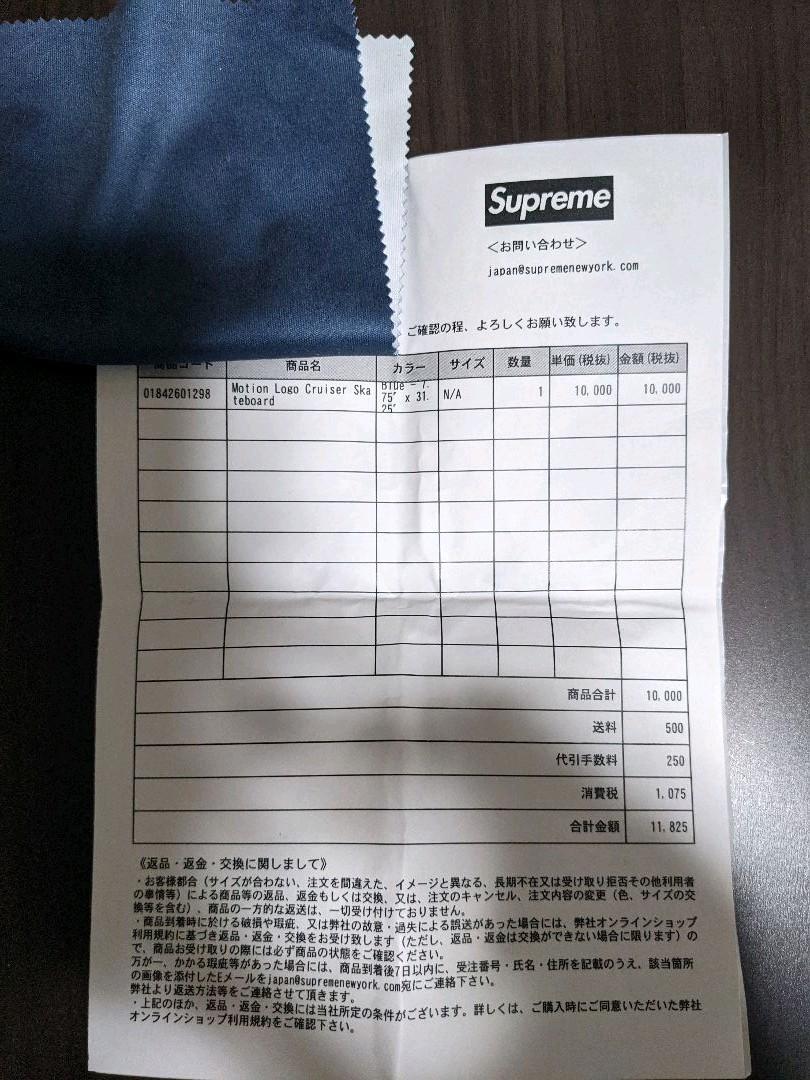 Supreme
＜お問い合わせ＞
japan@supremenewyork.com
ご確認の程、よろしくお願い致します。
商品コード 商品名 カラー サイズ 数量 単価(税抜) 金額(税抜)
01842601298 Motion Logo Cruiser Ska
teboard
Blue - 7.
75" x 31.
25"
N/A 1 10,000 10,000
商品合計 10,000
送料 500
代引手数料 250
消費税 1,075
合計金額 11,825
《返品・返金・交換に関しまして》
・お客様都合（サイズが合わない、注文を間違えた、イメージと異なる、長期不在又は受け取り拒否その他利用者
の事情等）による商品等の返品、返金もしくは交換、又は、注文のキャンセル、注文内容の変更（色、サイズの交
換等を含む）、商品の一方的な返送は、一切受け付けておりません。
・商品到着時に於ける破損や瑕疵、又は弊社の故意・過失による誤送があった場合には、弊社オンラインショップ
利用規約に基づき返品・返金・交換をお受け致します（ただし、返品・返金は交換ができない場合に限ります）の
で、商品お受け取りの際には必ず商品の状態をご確認ください。
万が一、かかる瑕疵等があった場合には、商品到着後7日以内に、受注番号・氏名・住所を記載のうえ、該当箇所
の画像を添付したEメールをjapan@supremenewyork.com宛にご連絡下さい。
弊社より返送方法等をご連絡させて頂きます。
・上記のほか、返品・返金・交換には当社所定の条件がございます。詳しくは、ご購入時にご同意いただいた弊社
オンラインショップ利用規約をご確認下さい。